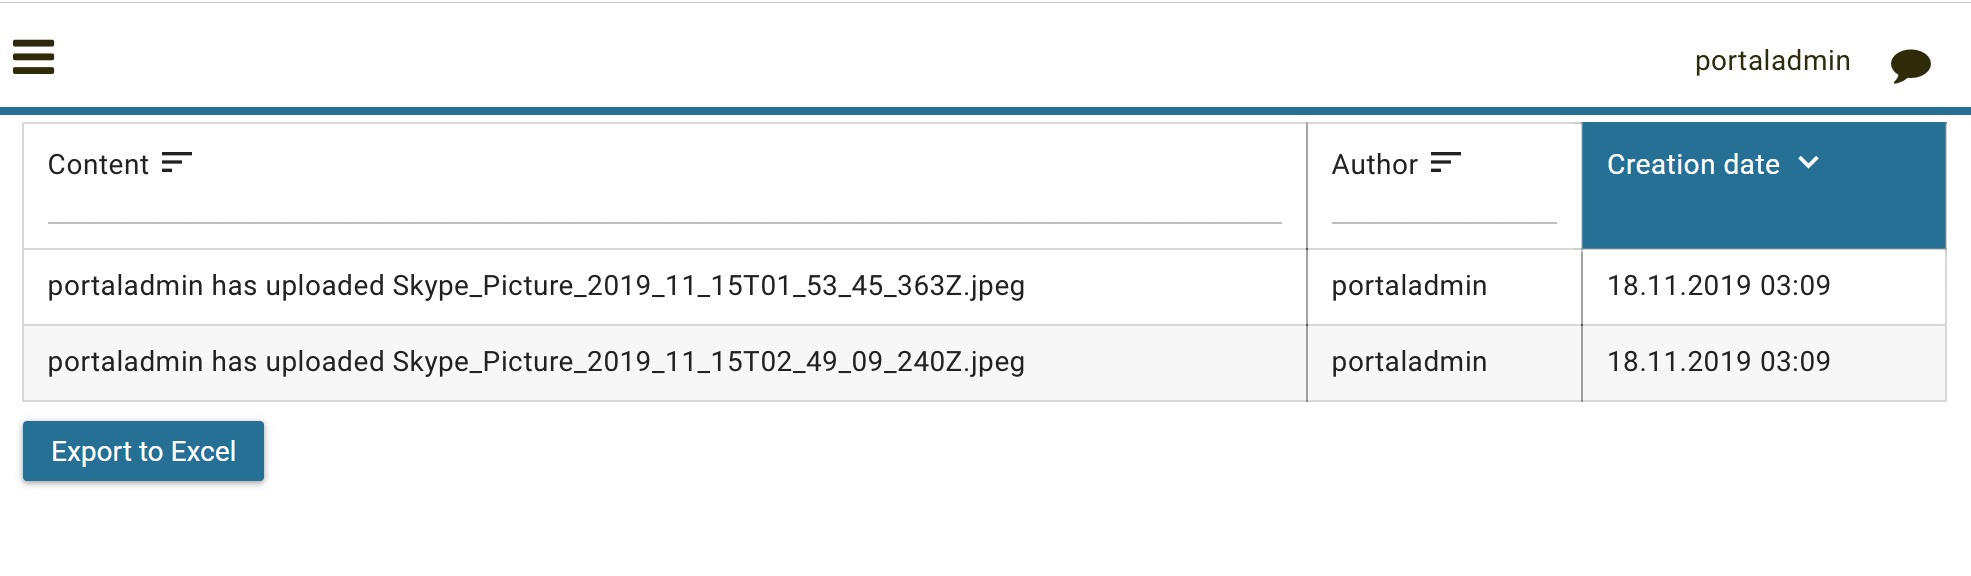 portaladmin
Content Author Creation date
portaladmin has uploaded Skype_Picture_2019_11_15T01_53_45_363Z.jpeg portaladmin 18.11.2019 03:09
portaladmin has uploaded Skype_Picture_2019_11_15T02_49_09_240Z.jpeg portaladmin 18.11.2019 03:09
Export to Excel